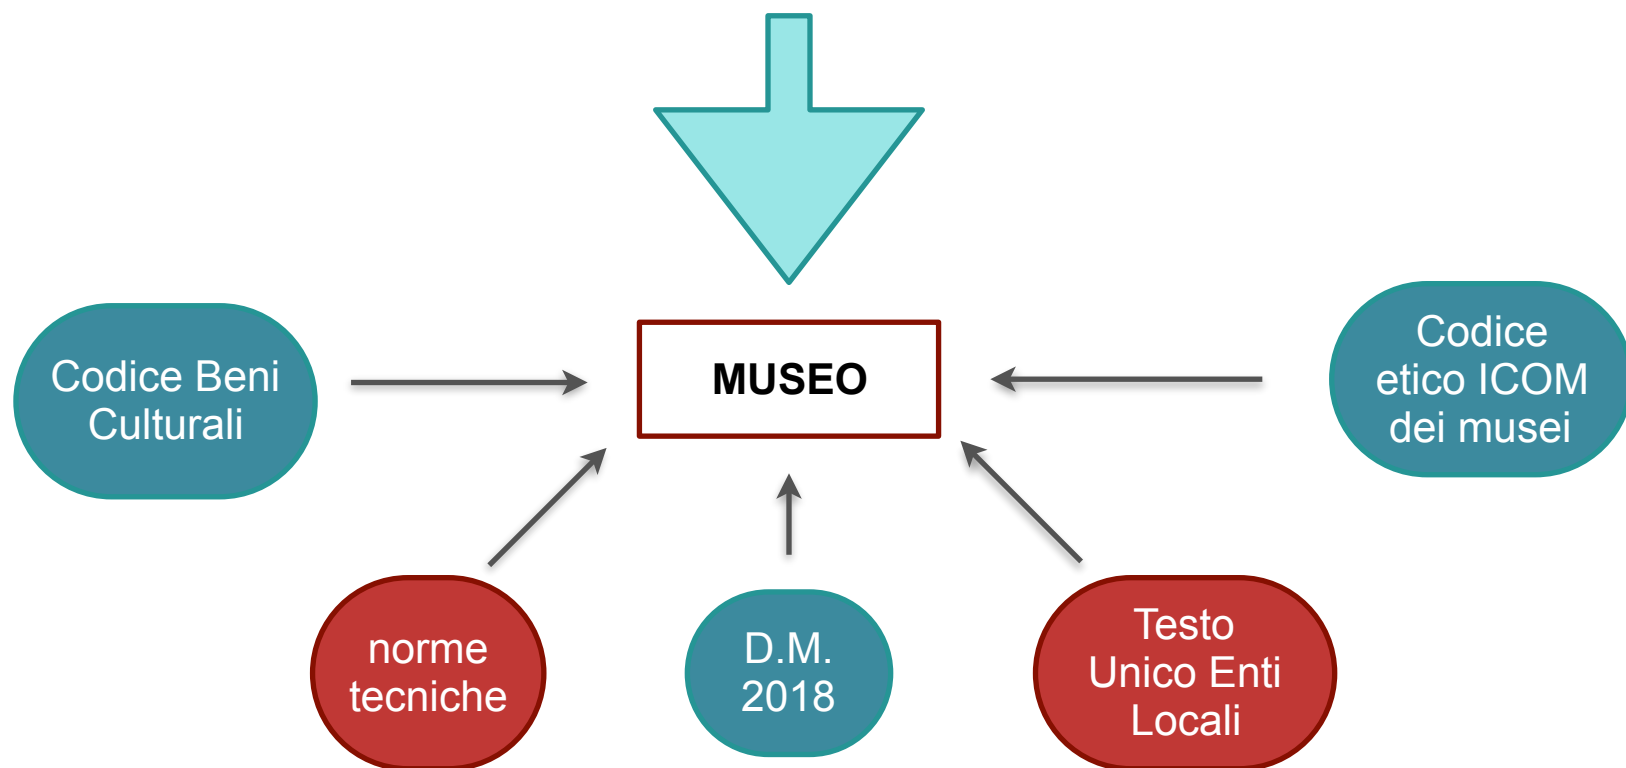 Codice Beni
Culturali
MUSEO
Codice
etico ICOM
dei musei
norme
tecniche
D.M.
2018
Testo
Unico Enti
Locali